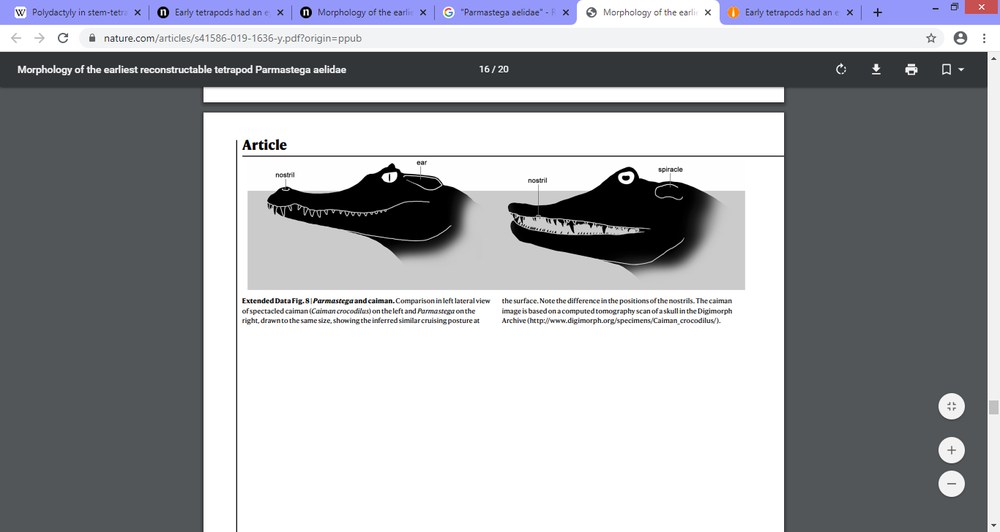 Polydactyly in stem-tetra
Early tetrapods had an e
Morphology of the earlie
"Parmastega aelidae" - R
Morphology of the earlie
Early tetrapods had an e
nature.com/articles/s41586-019-1636-y.pdf?origin=ppub
Morphology of the earliest reconstructable tetrapod Parmastega aelidae
16 / 20
Article
nostril
ear
nostril
spiracle
Extended Data Fig. 8 | Parmastega and caiman. Comparison in left lateral view
of spectacled caiman (Caiman crocodilus) on the left and Parmastega on the
right, drawn to the same size, showing the inferred similar cruising posture at
the surface. Note the difference in the positions of the nostrils. The caiman
image is based on a computed tomography scan of a skull in the Digimorph
Archive (http://www.digimorph.org/specimens/Caiman_crocodilus/).